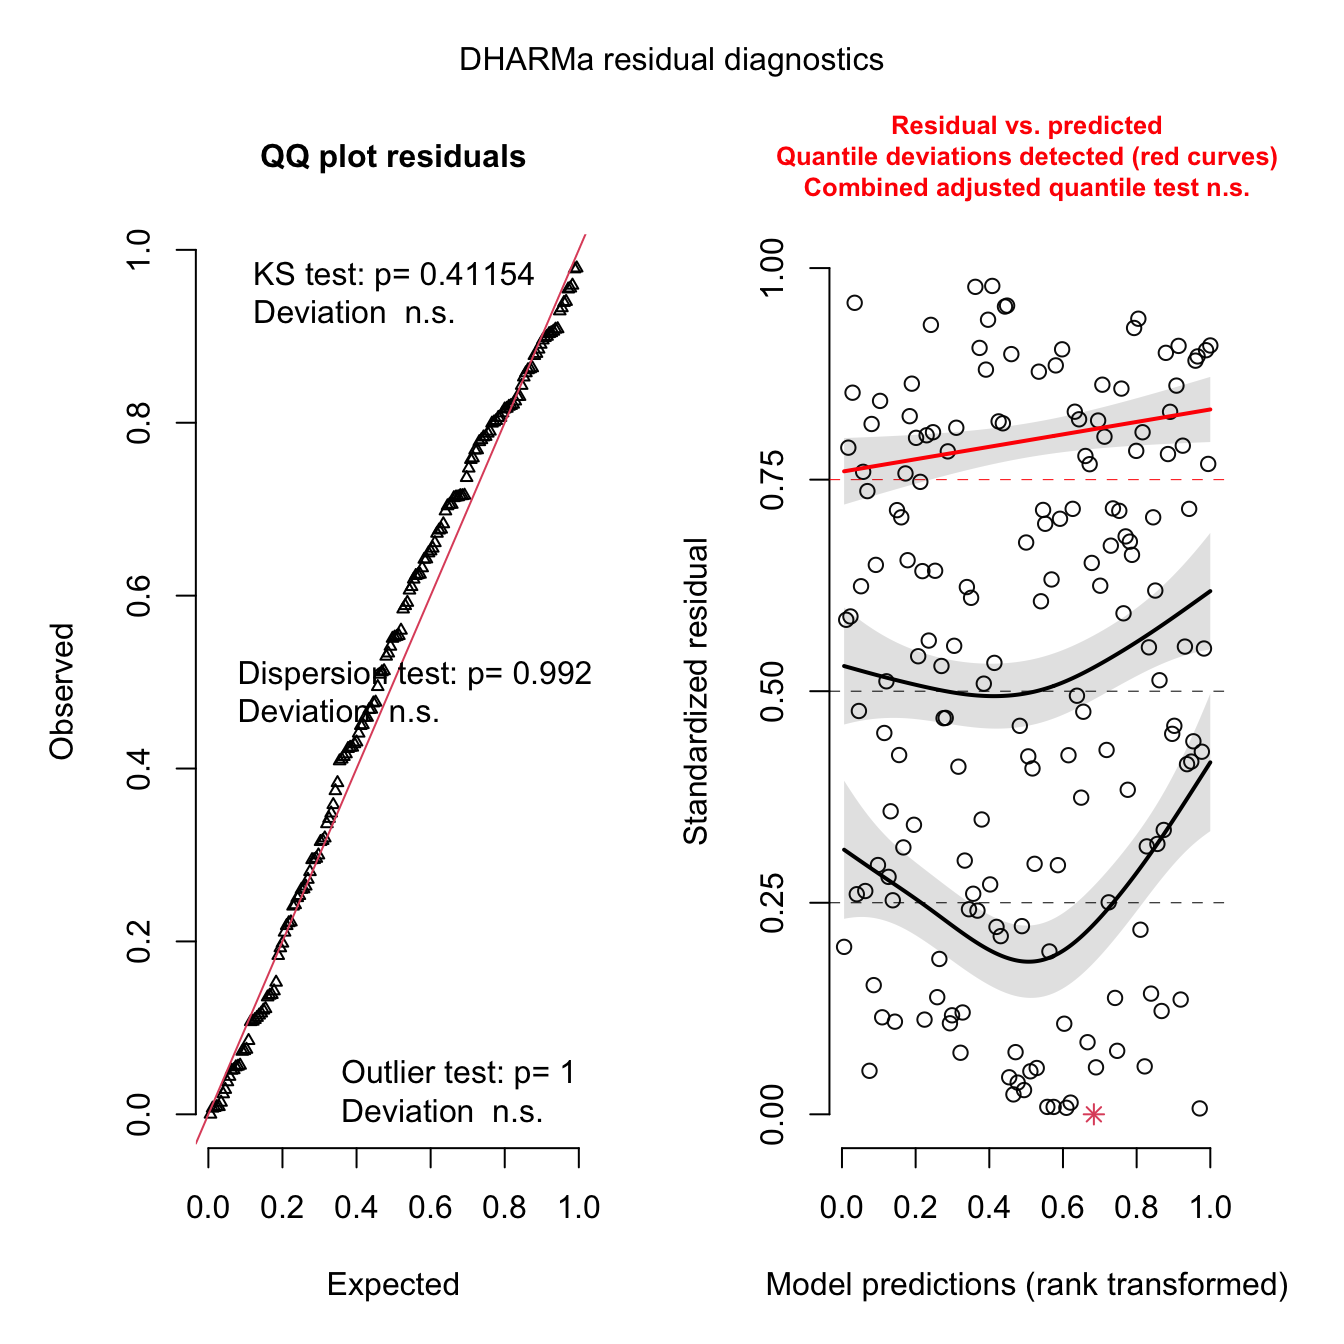 DHARMa residual diagnostics
QQ plot residuals
KS test: p= 0.41154
Deviation n.s.
Dispersion test: p= 0.992
Deviation n.s.
Outlier test: p= 1
Deviation n.s.
Observed
0.0 0.2 0.4 0.6 0.8 1.0
0.0 0.2 0.4 0.6 0.8 1.0
Expected
Residual vs. predicted
Quantile deviations detected (red curves)
Combined adjusted quantile test n.s.
Standardized residual
0.00 0.25 0.50 0.75 1.00
0.0 0.2 0.4 0.6 0.8 1.0
Model predictions (rank transformed)